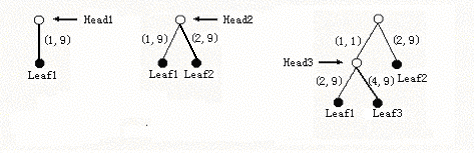 Head1
(1, 9)
Leaf1
Head2
(1, 9)
(2, 9)
Leaf1
Leaf2
(1, 1)
(2, 9)
Head3
Leaf2
(2, 9)
(4, 9)
Leaf1
Leaf3